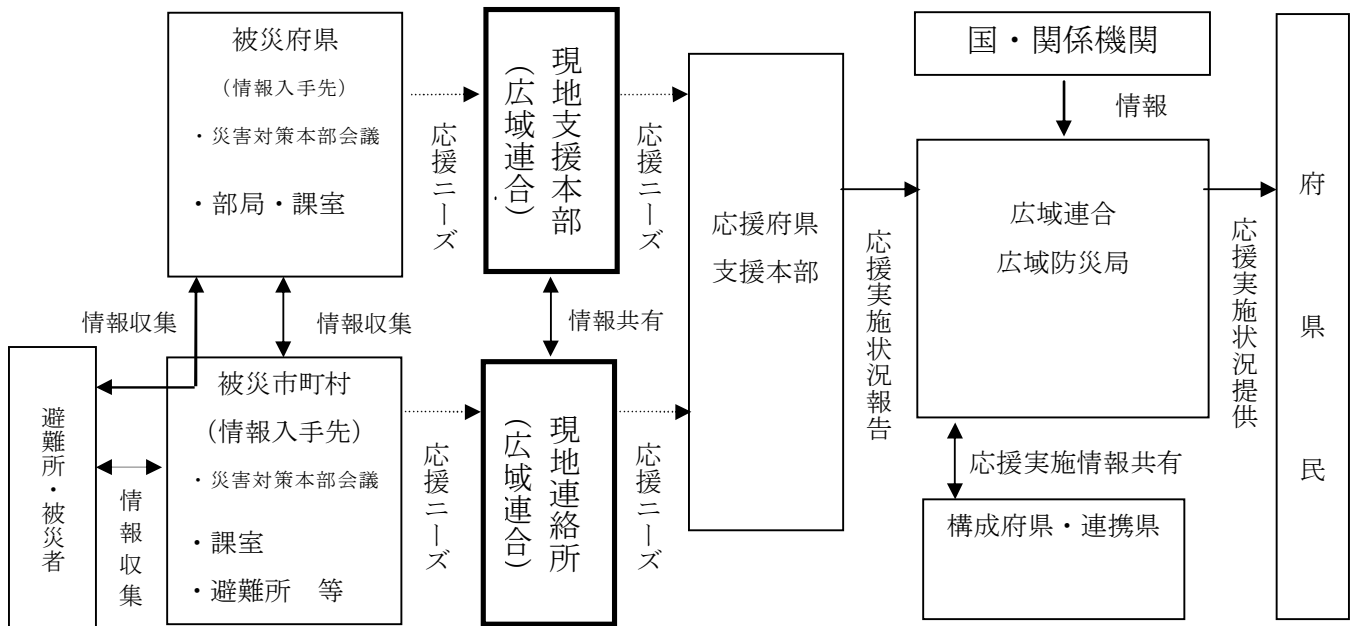 被災府県
（情報入手先）
・災害対策本部会議
・部局・課室
応援ニーズ
現地支援本部
（広域連合）
応援ニーズ
応援府県
支援本部
国・関係機関
情報
広域連合
広域防災局
応援実施状況報告
応援実施状況提供
府県民
情報収集
情報収集
情報共有
避難所・被災者
情報収集
被災市町村
（情報入手先）
・災害対策本部会議
・課室
・避難所　等
応援ニーズ
現地連絡所
（広域連合）
応援ニーズ
応援実施情報共有
構成府県・連携県